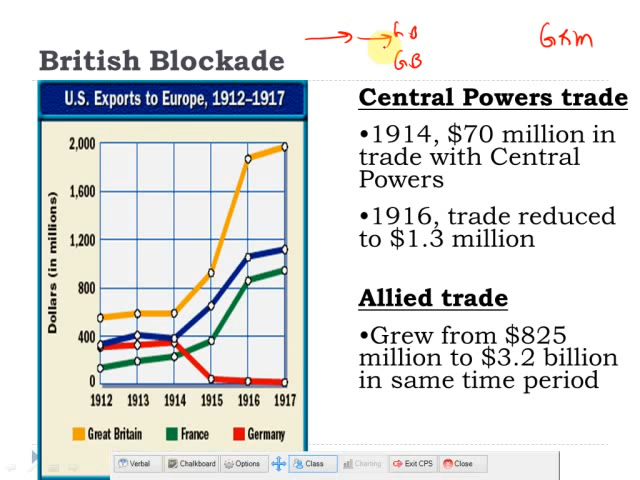 GB
British Blockade
GB
U.S. Exports to Europe, 1912–1917
Dollars (in millions)
2,000
1,600
1,200
800
400
0
1912 1913 1914 1915 1916 1917
Great Britain France Germany
Central Powers trade
•1914, $70 million in
trade with Central
Powers
•1916, trade reduced
to $1.3 million
Allied trade
•Grew from $825
million to $3.2 billion
in same time period
Verbal Chalkboard Options Class Charting Exit CPS Close